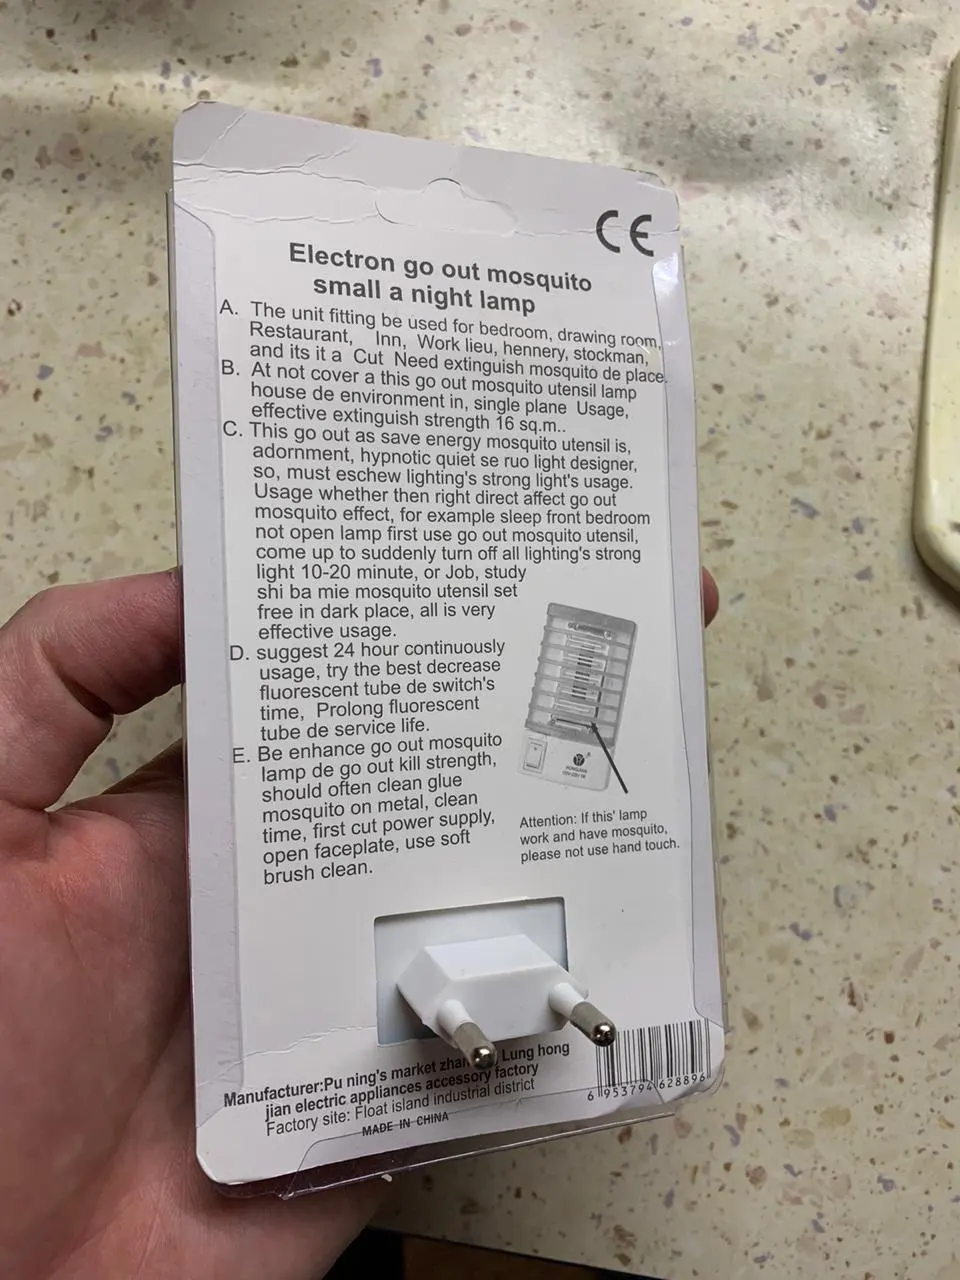 CE
Electron go out mosquito
small a night lamp
A. The unit fitting be used for bedroom, drawing room,
Restaurant, Inn, Work lieu, hennery, stockman,
and its it a Cut Need extinguish mosquito de place.
B. At not cover a this go out mosquito utensil lamp
house de environment in, single plane Usage,
effective extinguish strength 16 sq.m..
C. This go out as save energy mosquito utensil is,
adornment, hypnotic quiet se ruo light designer,
so, must eschew lighting's strong light's usage.
Usage whether then right direct affect go out
mosquito effect, for example sleep front bedroom
not open lamp first use go out mosquito utensil,
come up to suddenly turn off all lighting's strong
light 10-20 minute, or Job, study
shi ba mie mosquito utensil set
free in dark place, all is very
effective usage.
D. suggest 24 hour continuously
usage, try the best decrease
fluorescent tube de switch's
time, Prolong fluorescent
tube de service life.
E. Be enhance go out mosquito
lamp de go out kill strength,
should often clean glue
mosquito on metal, clean
time, first cut power supply,
open faceplate, use soft
brush clean.
Attention: If this' lamp
work and have mosquito,
please not use hand touch.
Manufacturer:Pu ning's market Lung hong
jian electric appliances accessory factory
Factory site: Float island industrial district
MADE IN CHINA
6 953794 628896